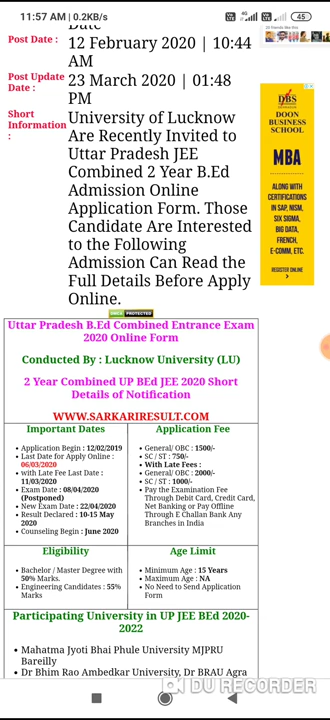 11:57 AM | 0.2KB/s
4G
45
Date
Post Date : 12 February 2020 | 10:44
AM
Post Update Date : 23 March 2020 | 01:48
PM
Short Information : University of Lucknow
Are Recently Invited to
Uttar Pradesh JEE
Combined 2 Year B.Ed
Admission Online
Application Form. Those
Candidate Are Interested
to the Following
Admission Can Read the
Full Details Before Apply
Online.
DBS
DOON
BUSINESS
SCHOOL
MBA
ALONG WITH
CERTIFICATIONS
IN SAP, NISM,
SIX SIGMA,
BIG DATA,
FRENCH,
E-COMM, ETC.
REGISTER ONLINE
>
DMCA PROTECTED
Uttar Pradesh B.Ed Combined Entrance Exam
2020 Online Form
Conducted By : Lucknow University (LU)
2 Year Combined UP BEd JEE 2020 Short
Details of Notification
WWW.SARKARIRESULT.COM
Important Dates
• Application Begin : 12/02/2019
• Last Date for Apply Online :
06/03/2020
• with Late Fee Last Date :
11/03/2020
• Exam Date : 08/04/2020
(Postponed)
• New Exam Date : 22/04/2020
• Result Declared : 10-15 May
2020
• Counseling Begin : June 2020
Application Fee
• General/ OBC : 1500/-
• SC / ST : 750/-
• With Late Fees :
• General/ OBC : 2000/-
• SC / ST : 1000/-
• Pay the Examination Fee
Through Debit Card, Credit Card,
Net Banking or Pay Offline
Through E Challan Bank Any
Branches in India
Eligibility
• Bachelor / Master Degree with
50% Marks.
• Engineering Candidates : 55%
Marks
Age Limit
• Minimum Age : 15 Years
• Maximum Age : NA
• No Need to Send Application
Form
Participating University in UP JEE BEd 2020-
2022
• Mahatma Jyoti Bhai Phule University MJPRU
Bareilly
• Dr Bhim Rao Ambedkar University, Dr BRAU Agra
DU RECORDER